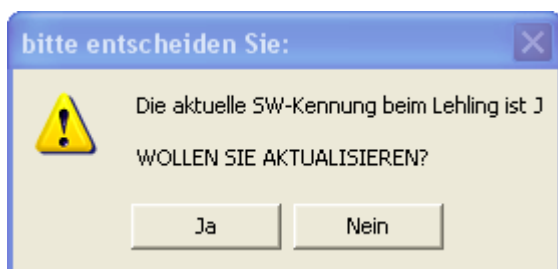 bitte entscheiden Sie:
Die aktuelle SW-Kennung beim Lehling ist J
WOLLEN SIE AKTUALISIEREN?
Ja
Nein